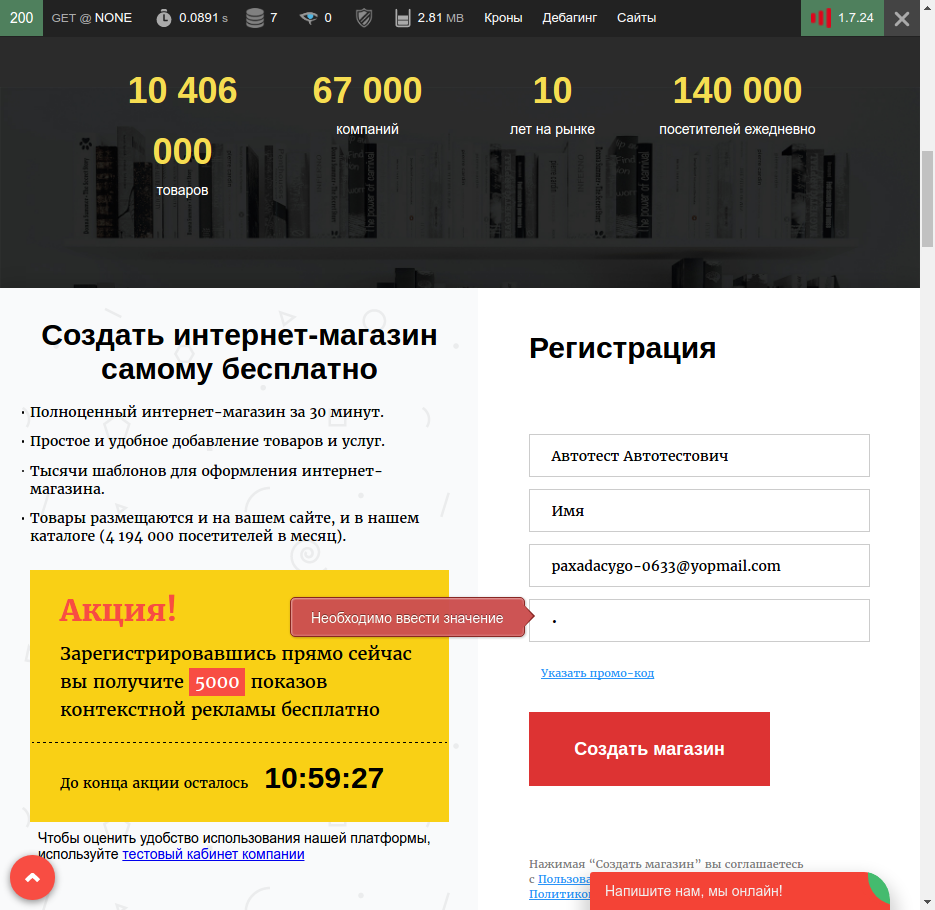 200 GET @ NONE 0.0891 s 7 0 2.81 MB Кроны Дебагинг Сайты 1.7.24
10 406 000
товаров
67 000
компаний
10
лет на рынке
140 000
посетителей ежедневно
Создать интернет-магазин
самому бесплатно
· Полноценный интернет-магазин за 30 минут.
· Простое и удобное добавление товаров и услуг.
· Тысячи шаблонов для оформления интернет-
магазина.
· Товары размещаются и на вашем сайте, и в нашем
каталоге (4 194 000 посетителей в месяц).
Акция!
Зарегистрировавшись прямо сейчас
вы получите 5000 показов
контекстной рекламы бесплатно
До конца акции осталось 10:59:27
Чтобы оценить удобство использования нашей платформы,
используйте тестовый кабинет компании
Регистрация
Автотест Автотестович
Имя
paxadacygo-0633@yopmail.com
Необходимо ввести значение
Указать промо-код
Создать магазин
Нажимая “Создать магазин” вы соглашаетесь
с Пользова
Политикой
Напишите нам, мы онлайн!